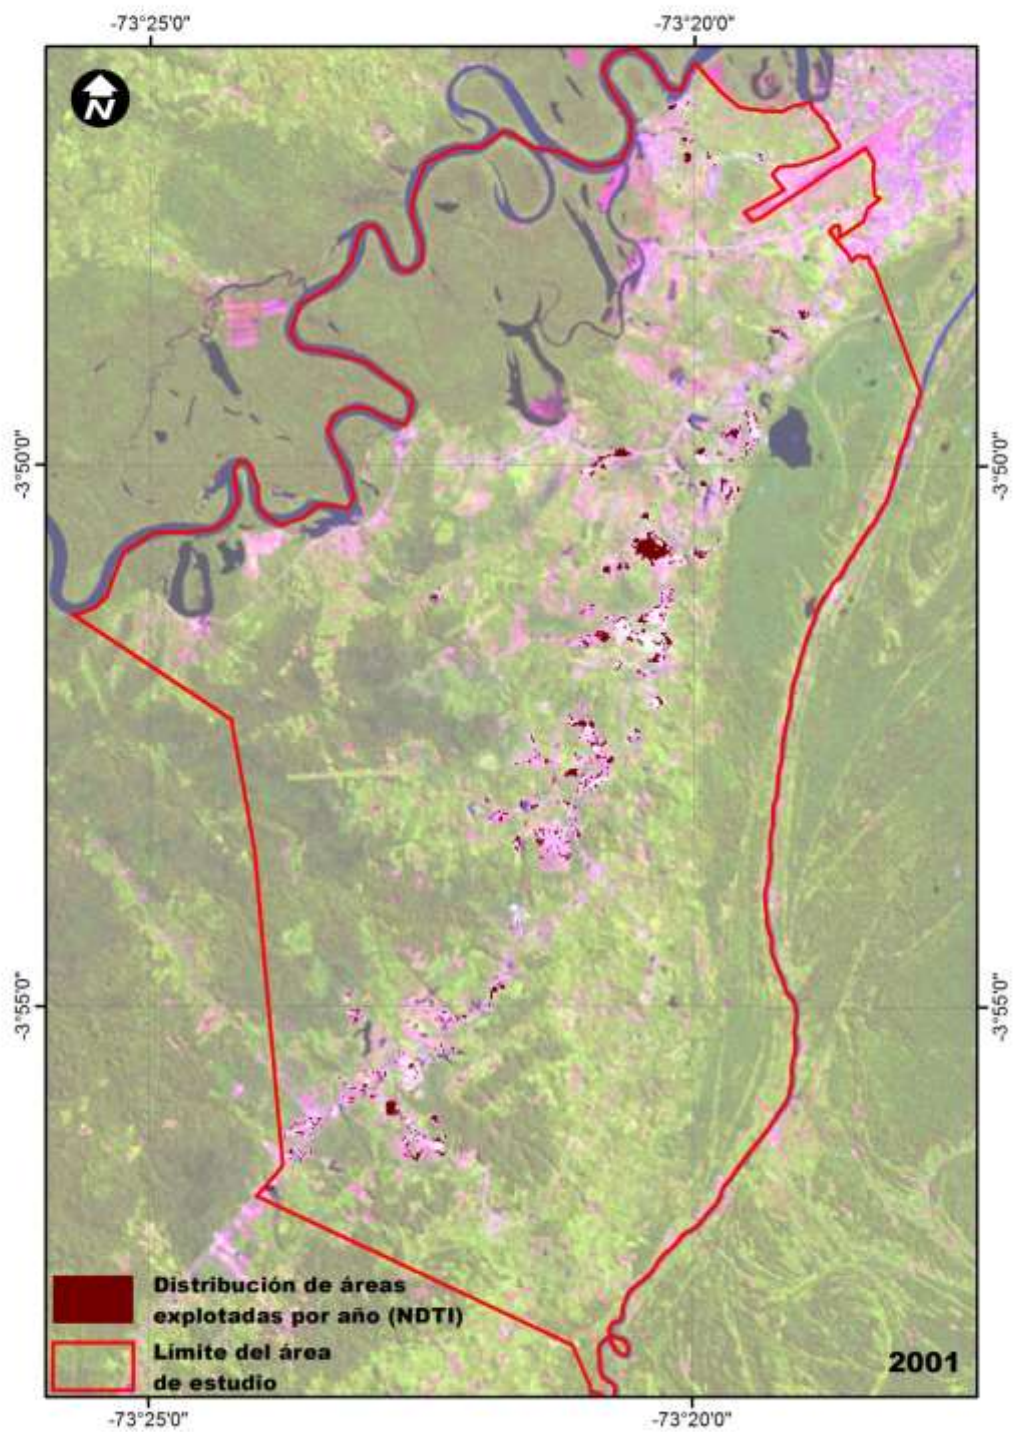 -73°25'0"
-73°20'0"
N
-3°50'0"
-3°50'0"
-3°55'0"
-3°55'0"
Distribución de áreas
explotadas por año (NDTI)
Límite del área
de estudio
2001
-73°25'0"
-73°20'0"